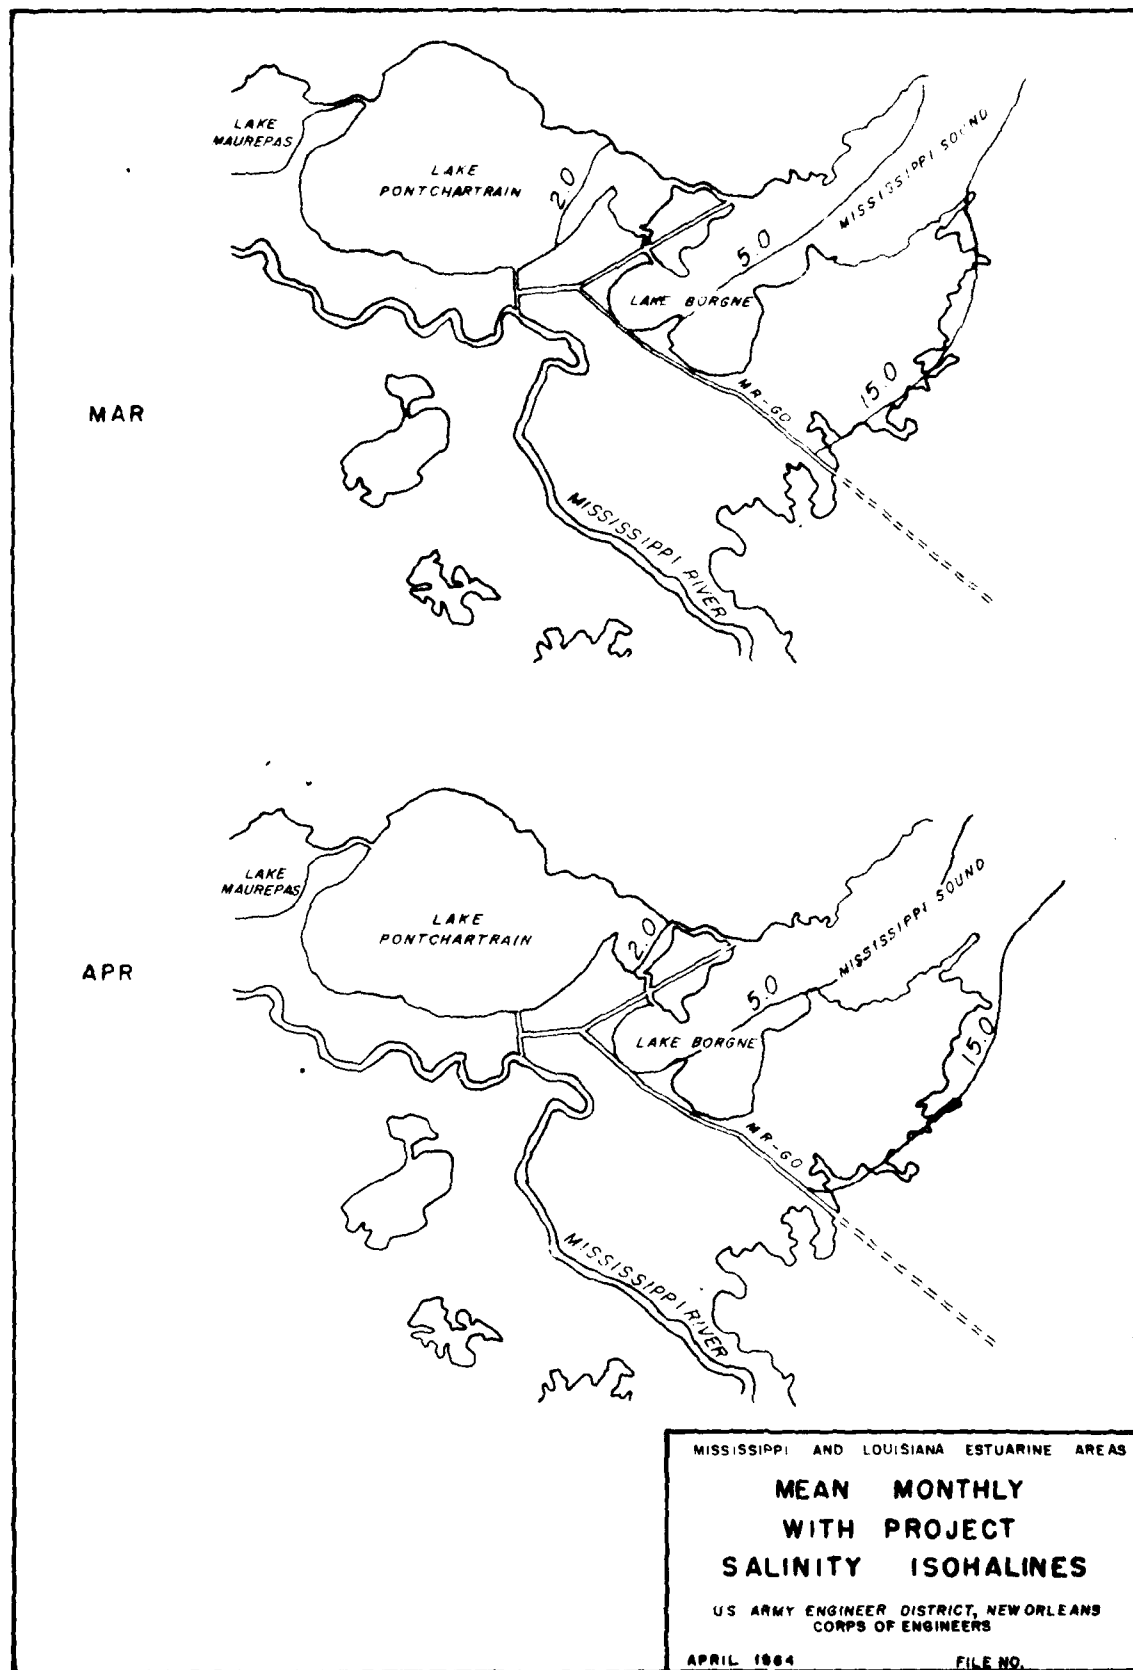 MAR
LAKE
MAUREPAS
LAKE
PONTCHARTRAIN
2.0
MISSISSIPPI SOUND
5.0
LAKE BORGNE
15.0
MR-GO
MISSISSIPPI RIVER
APR
LAKE
MAUREPAS
LAKE
PONTCHARTRAIN
2.0
MISSISSIPPI SOUND
5.0
LAKE BORGNE
15.0
MR-GO
MISSISSIPPI RIVER
MISSISSIPPI AND LOUISIANA ESTUARINE AREAS
MEAN MONTHLY
WITH PROJECT
SALINITY ISOHALINES
US ARMY ENGINEER DISTRICT, NEW ORLEANS
CORPS OF ENGINEERS
APRIL 1984 FILE NO.